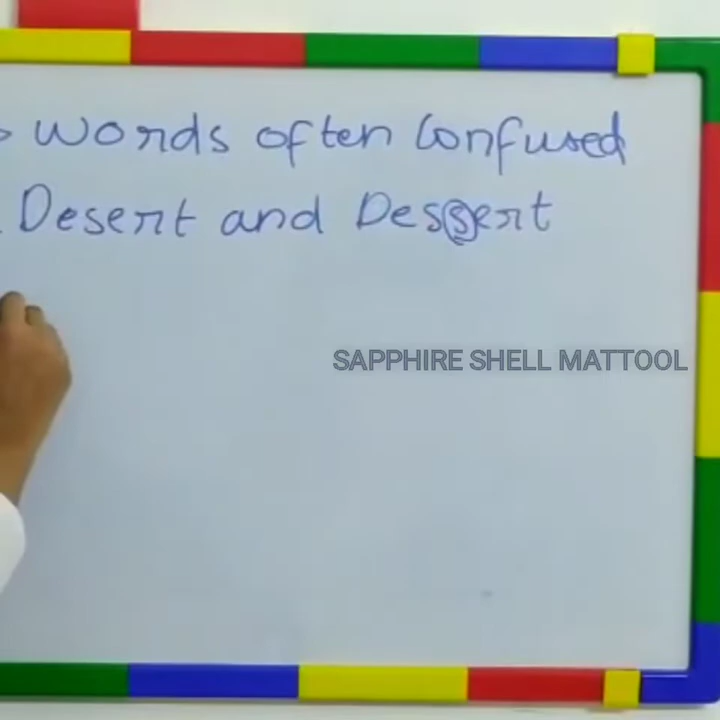 words often confused
Desert and Dessert
SAPPHIRE SHELL MATTOOL